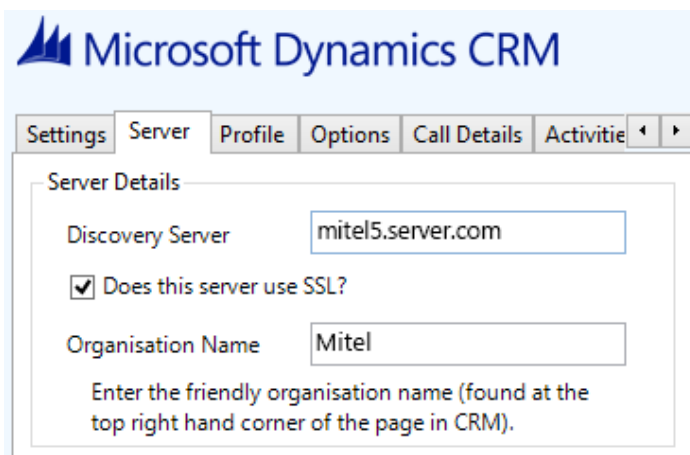 Microsoft Dynamics CRM
Settings Server Profile Options Call Details Activitie
Server Details
Discovery Server mitel5.server.com
Does this server use SSL?
Organisation Name Mitel
Enter the friendly organisation name (found at the
top right hand corner of the page in CRM).